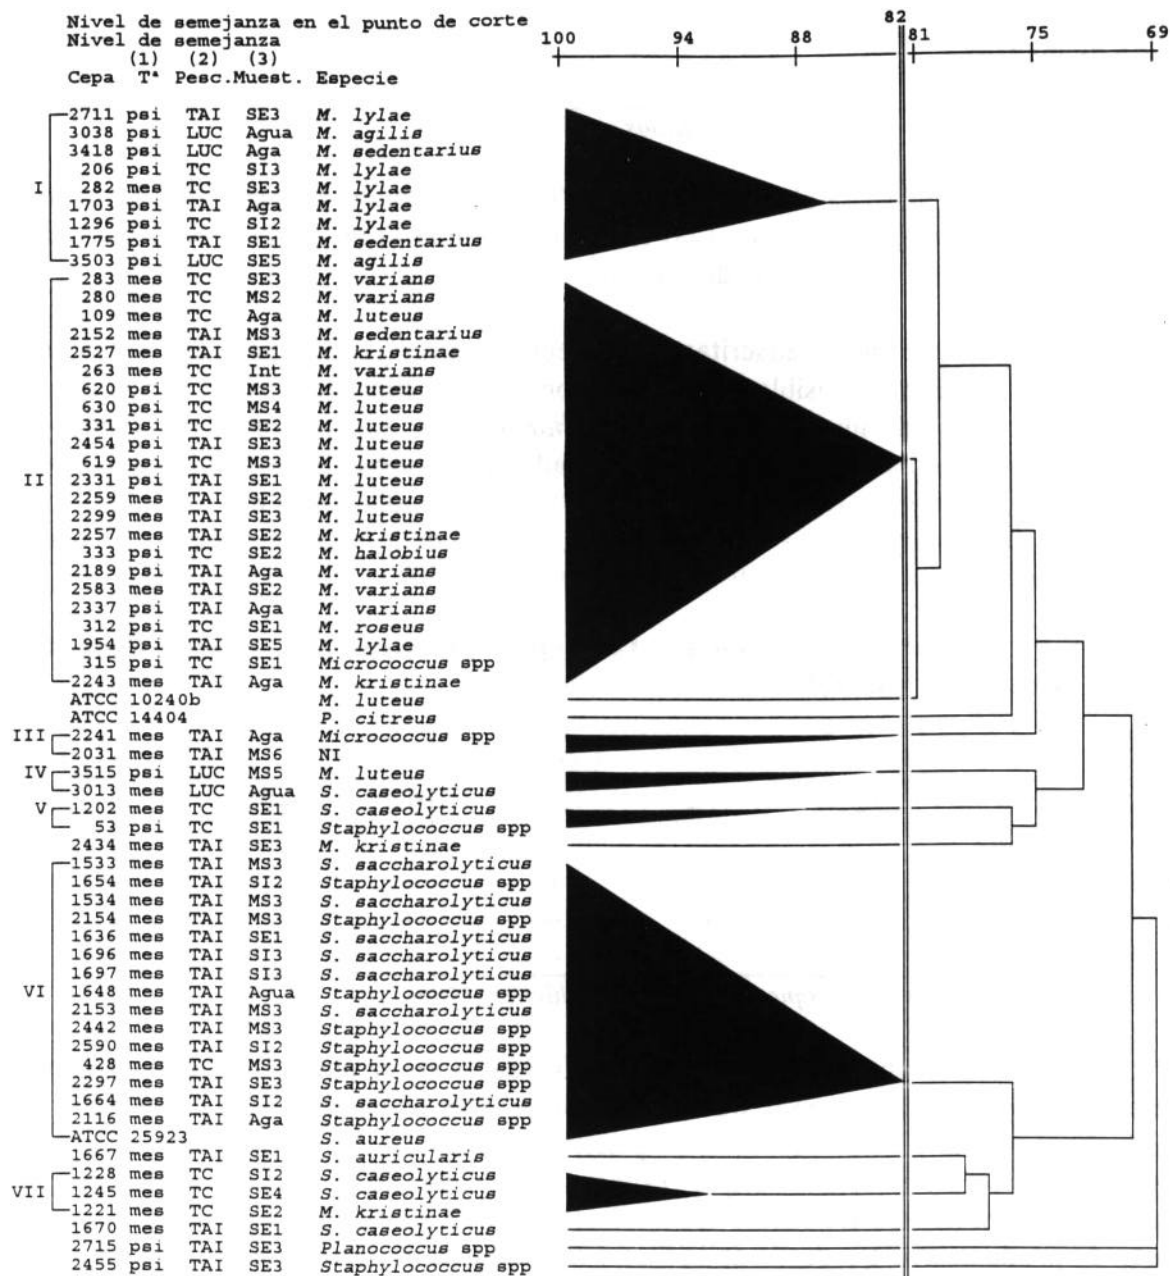 Nivel de semejanza en el punto de corte 82
Nivel de semejanza 100 94 88 81 75 69
(1) (2) (3)
Cepa Tª Pesc.Muest. Especie
2711 psi TAI SE3 M. lylae
3038 psi LUC Agua M. agilis
3418 psi LUC Aga M. sedentarius
206 psi TC SI3 M. lylae
I 282 mes TC SE3 M. lylae
1703 psi TAI Aga M. lylae
1296 psi TC SI2 M. lylae
1775 psi TAI SE1 M. sedentarius
3503 psi LUC SE5 M. agilis
283 mes TC SE3 M. varians
280 mes TC MS2 M. varians
109 mes TC Aga M. luteus
2152 mes TAI MS3 M. sedentarius
2527 mes TAI SE1 M. kristinae
263 mes TC Int M. varians
620 psi TC MS3 M. luteus
630 psi TC MS4 M. luteus
331 psi TC SE2 M. luteus
2454 psi TAI SE3 M. luteus
619 psi TC MS3 M. luteus
II 2331 psi TAI SE1 M. luteus
2259 mes TAI SE2 M. luteus
2299 mes TAI SE3 M. luteus
2257 mes TAI SE2 M. kristinae
333 psi TC SE2 M. halobius
2189 psi TAI Aga M. varians
2583 mes TAI SE2 M. varians
2337 psi TAI Aga M. varians
312 psi TC SE1 M. roseus
1954 psi TAI SE5 M. lylae
315 psi TC SE1 Micrococcus spp
2243 mes TAI Aga M. kristinae
ATCC 10240b M. luteus
ATCC 14404 P. citreus
III 2241 mes TAI Aga Micrococcus spp
2031 mes TAI MS6 NI
IV 3515 psi LUC MS5 M. luteus
3013 mes LUC Agua S. caseolyticus
V 1202 mes TC SE1 S. caseolyticus
53 psi TC SE1 Staphylococcus spp
2434 mes TAI SE3 M. kristinae
1533 mes TAI MS3 S. saccharolyticus
1654 mes TAI SI2 Staphylococcus spp
1534 mes TAI MS3 S. saccharolyticus
2154 mes TAI MS3 Staphylococcus spp
1636 mes TAI SE1 S. saccharolyticus
1696 mes TAI SI3 S. saccharolyticus
1697 mes TAI SI3 S. saccharolyticus
VI 1648 mes TAI Agua Staphylococcus spp
2153 mes TAI MS3 S. saccharolyticus
2442 mes TAI MS3 Staphylococcus spp
2590 mes TAI SI2 Staphylococcus spp
428 mes TC MS3 Staphylococcus spp
2297 mes TAI SE3 Staphylococcus spp
1664 mes TAI SI2 S. saccharolyticus
2116 mes TAI Aga Staphylococcus spp
ATCC 25923 S. aureus
1667 mes TAI SE1 S. auricularis
1228 mes TC SI2 S. caseolyticus
VII 1245 mes TC SE4 S. caseolyticus
1221 mes TC SE2 M. kristinae
1670 mes TAI SE1 S. caseolyticus
2715 psi TAI SE3 Planococcus spp
2455 psi TAI SE3 Staphylococcus spp